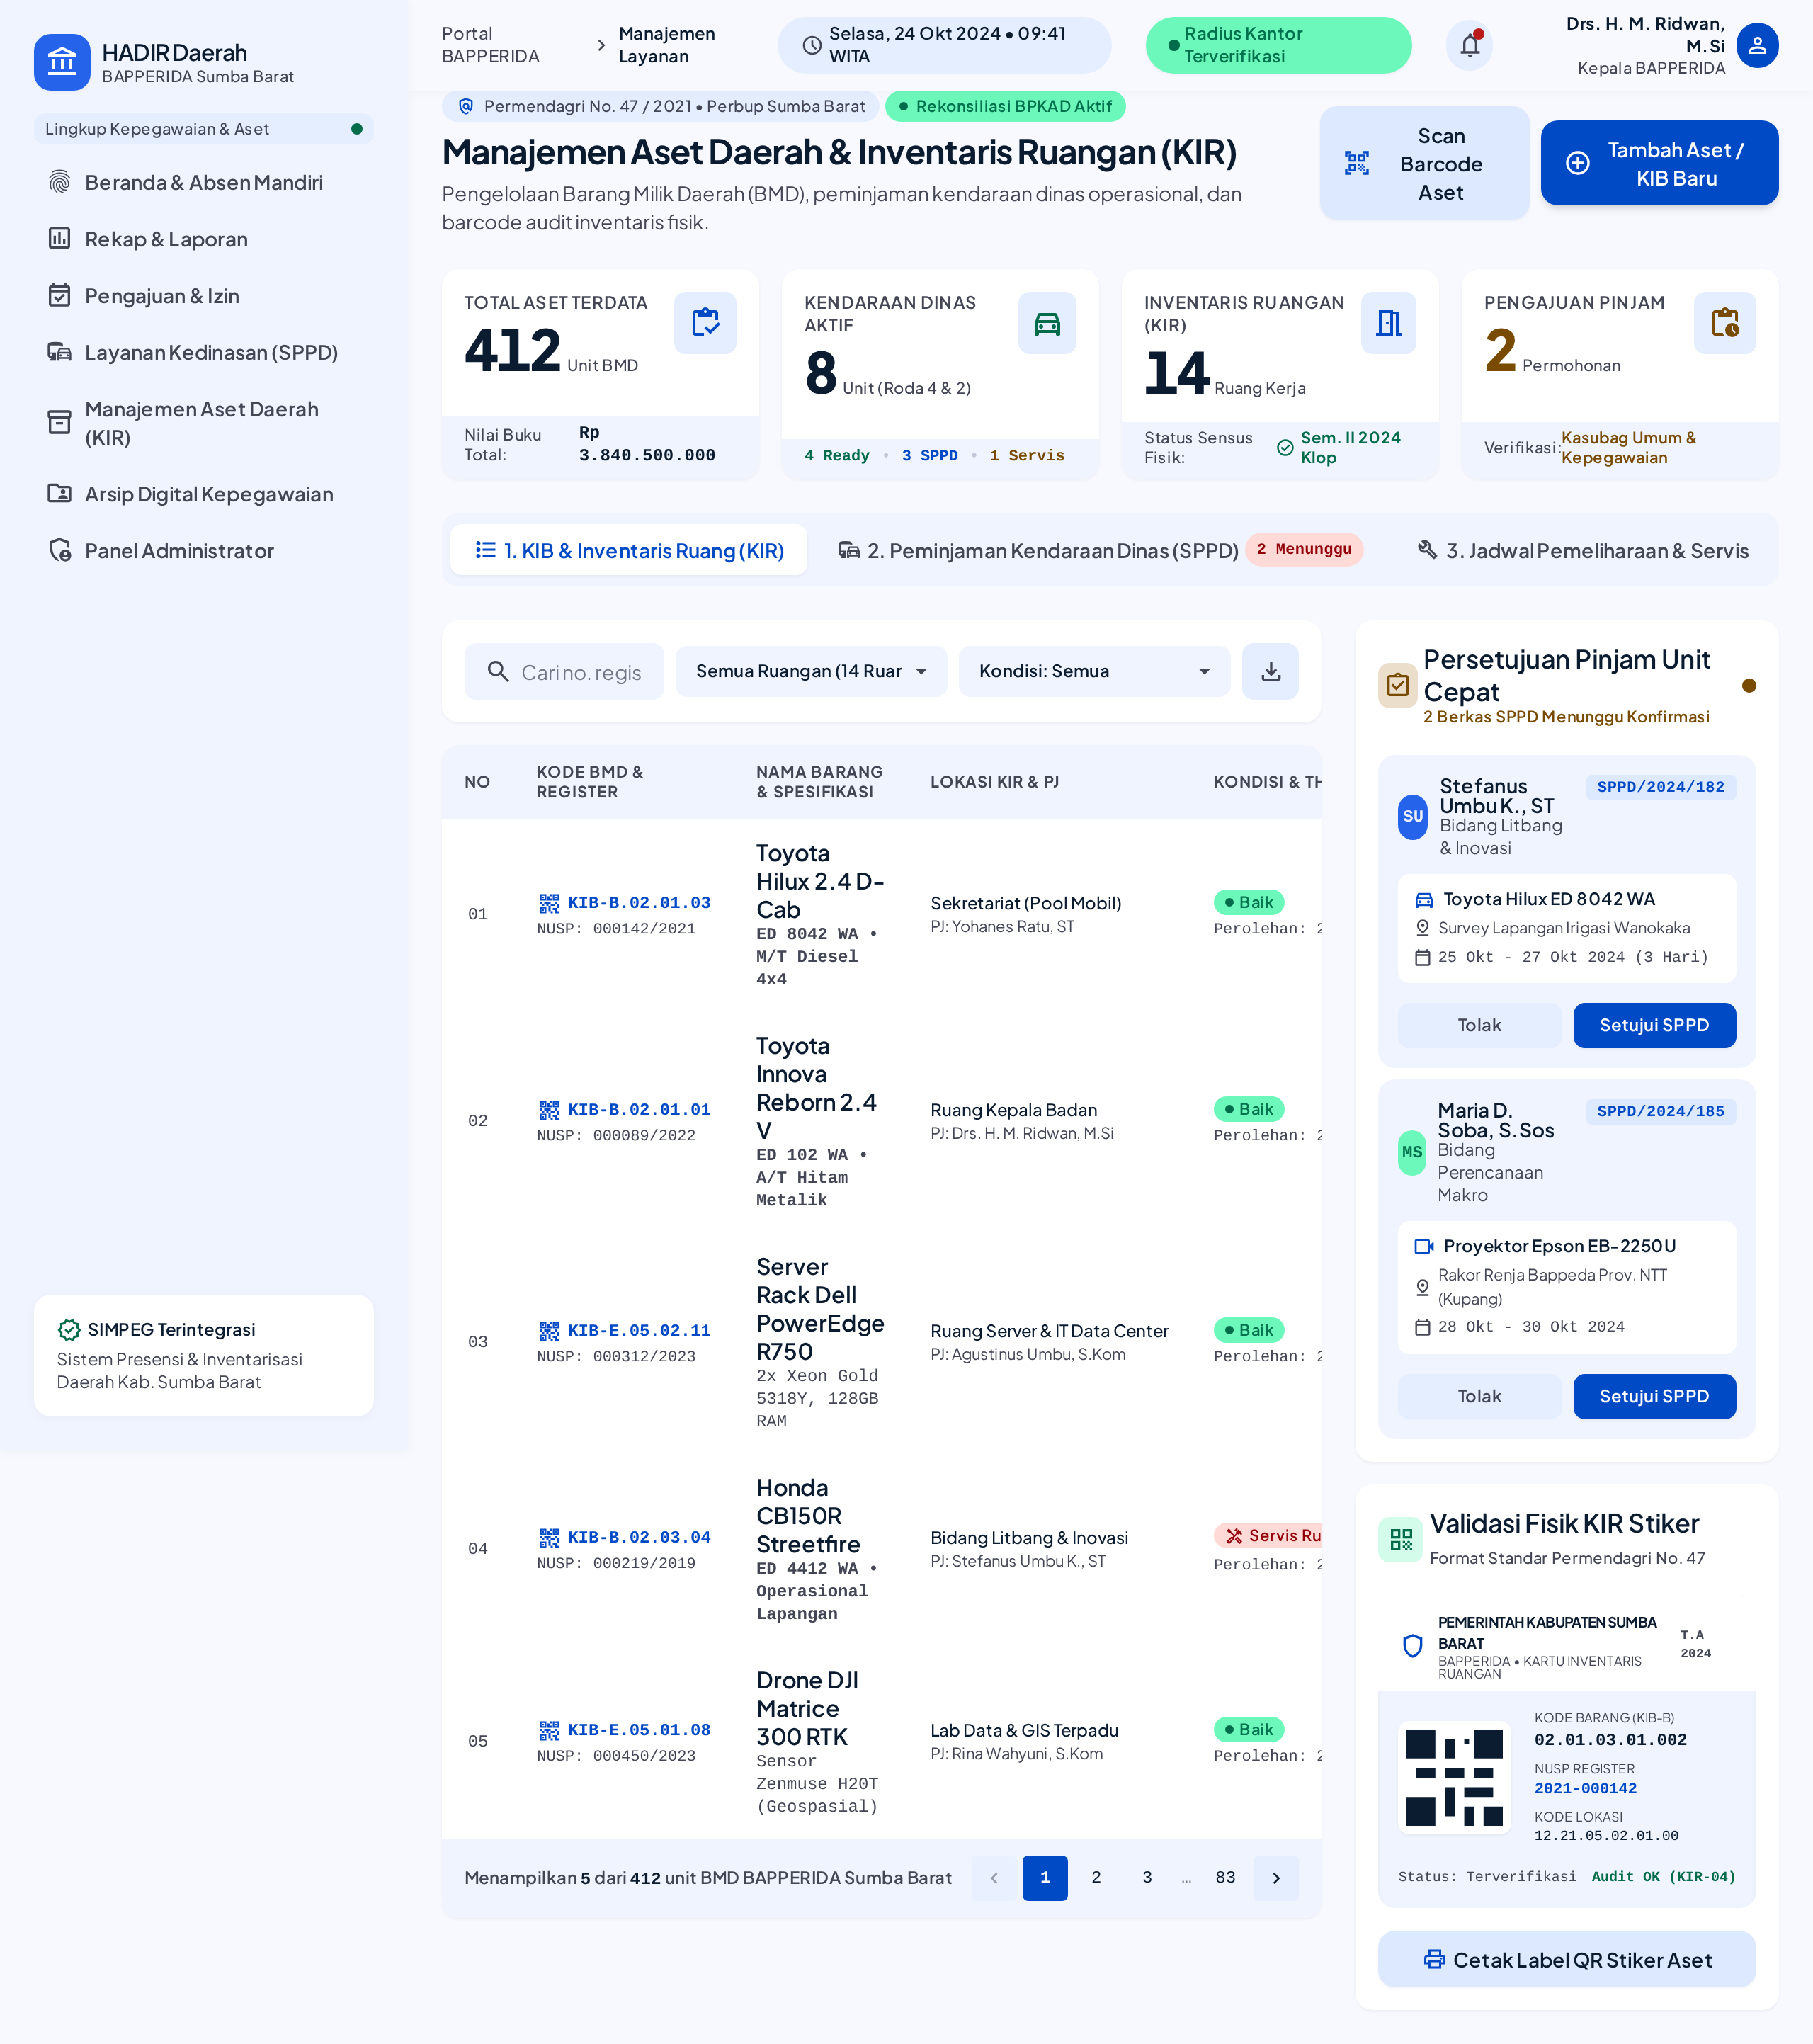 HADIR Daerah
BAPPERIDA Sumba Barat
Lingkup Kepegawaian & Aset
Beranda & Absen Mandiri
Rekap & Laporan
Pengajuan & Izin
Layanan Kedinasan (SPPD)
Manajemen Aset Daerah
(KIR)
Arsip Digital Kepegawaian
Panel Administrator
SIMPEG Terintegrasi
Sistem Presensi & Inventarisasi
Daerah Kab. Sumba Barat
Portal
BAPPERIDA
Manajemen
Layanan
Selasa, 24 Okt 2024 • 09:41
WITA
Radius Kantor
Terverifikasi
Drs. H. M. Ridwan,
M.Si
Kepala BAPPERIDA
Permendagri No. 47 / 2021 • Perbup Sumba Barat
Rekonsiliasi BPKAD Aktif
Manajemen Aset Daerah & Inventaris Ruangan (KIR)
Pengelolaan Barang Milik Daerah (BMD), peminjaman kendaraan dinas operasional, dan
barcode audit inventaris fisik.
Scan
Barcode
Aset
Tambah Aset /
KIB Baru
TOTAL ASET TERDATA
412 Unit BMD
Nilai Buku
Total:
Rp
3.840.500.000
KENDARAAN DINAS
AKTIF
8 Unit (Roda 4 & 2)
4 Ready • 3 SPPD • 1 Servis
INVENTARIS RUANGAN
(KIR)
14 Ruang Kerja
Status Sensus
Fisik:
Sem. II 2024
Klop
PENGAJUAN PINJAM
2 Permohonan
Verifikasi:
Kasubag Umum &
Kepegawaian
1. KIB & Inventaris Ruang (KIR)
2. Peminjaman Kendaraan Dinas (SPPD)
2 Menunggu
3. Jadwal Pemeliharaan & Servis
Cari no. regis
Semua Ruangan (14 Ruar
Kondisi: Semua
NO
KODE BMD &
REGISTER
NAMA BARANG
& SPESIFIKASI
LOKASI KIR & PJ
KONDISI & TH
01
KIB-B.02.01.03
NUSP: 000142/2021
Toyota
Hilux 2.4 D-
Cab
ED 8042 WA •
M/T Diesel
4x4
Sekretariat (Pool Mobil)
PJ: Yohanes Ratu, ST
Baik
Perolehan: 2
02
KIB-B.02.01.01
NUSP: 000089/2022
Toyota
Innova
Reborn 2.4
V
ED 102 WA •
A/T Hitam
Metalik
Ruang Kepala Badan
PJ: Drs. H. M. Ridwan, M.Si
Baik
Perolehan: 2
03
KIB-E.05.02.11
NUSP: 000312/2023
Server
Rack Dell
PowerEdge
R750
2x Xeon Gold
5318Y, 128GB
RAM
Ruang Server & IT Data Center
PJ: Agustinus Umbu, S.Kom
Baik
Perolehan: 2
04
KIB-B.02.03.04
NUSP: 000219/2019
Honda
CB150R
Streetfire
ED 4412 WA •
Operasional
Lapangan
Bidang Litbang & Inovasi
PJ: Stefanus Umbu K., ST
Servis Ru
Perolehan: 2
05
KIB-E.05.01.08
NUSP: 000450/2023
Drone DJI
Matrice
300 RTK
Sensor
Zenmuse H20T
(Geospasial)
Lab Data & GIS Terpadu
PJ: Rina Wahyuni, S.Kom
Baik
Perolehan: 2
Menampilkan 5 dari 412 unit BMD BAPPERIDA Sumba Barat
1 2 3 ... 83
Persetujuan Pinjam Unit
Cepat
2 Berkas SPPD Menunggu Konfirmasi
SU
Stefanus
Umbu K., ST
Bidang Litbang
& Inovasi
SPPD/2024/182
Toyota Hilux ED 8042 WA
Survey Lapangan Irigasi Wanokaka
25 Okt - 27 Okt 2024 (3 Hari)
Tolak
Setujui SPPD
MS
Maria D.
Soba, S.Sos
Bidang
Perencanaan
Makro
SPPD/2024/185
Proyektor Epson EB-2250U
Rakor Renja Bappeda Prov. NTT
(Kupang)
28 Okt - 30 Okt 2024
Tolak
Setujui SPPD
Validasi Fisik KIR Stiker
Format Standar Permendagri No. 47
PEMERINTAH KABUPATEN SUMBA
BARAT
BAPPERIDA • KARTU INVENTARIS
RUANGAN
T.A
2024
KODE BARANG (KIB-B)
02.01.03.01.002
NUSP REGISTER
2021-000142
KODE LOKASI
12.21.05.02.01.00
Status: Terverifikasi
Audit OK (KIR-04)
Cetak Label QR Stiker Aset